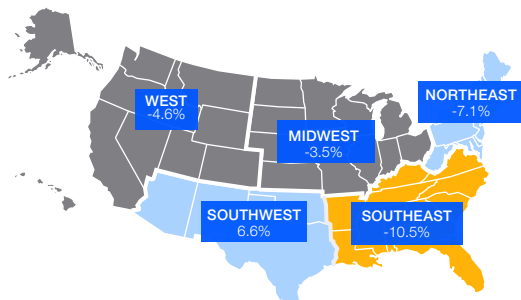 NORTHEAST
-7.1%
WEST
-4.6%
MIDWEST
-3.5%
SOUTHWEST
6.6%
SOUTHEAST
-10.5%